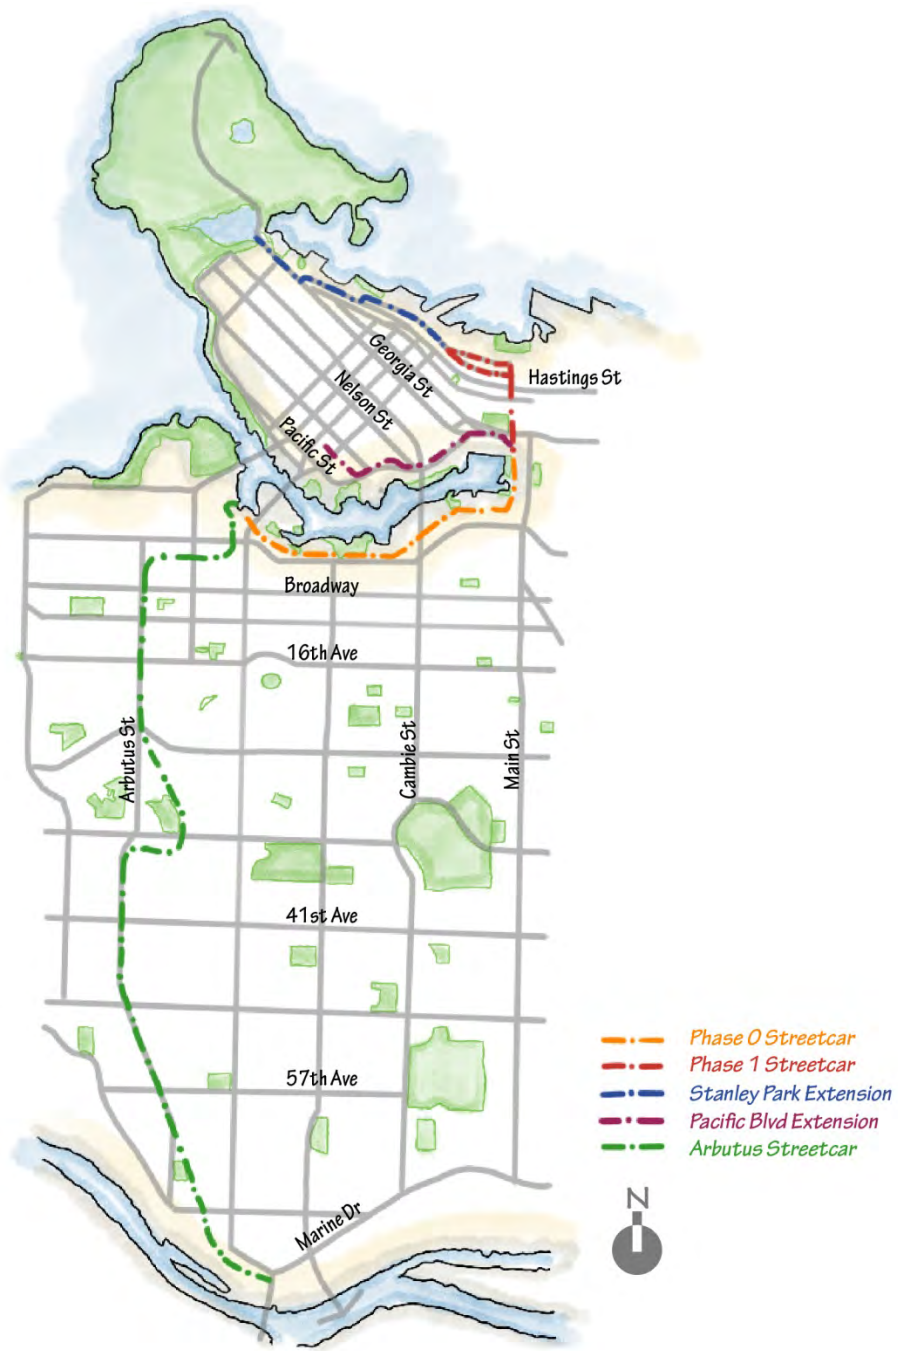 Georgia St
Hastings St
Nelson St
Pacific St
Broadway
16th Ave
Arbutus St
Cambie St
Main St
41st Ave
57th Ave
Marine Dr
Phase 0 Streetcar
Phase 1 Streetcar
Stanley Park Extension
Pacific Blvd Extension
Arbutus Streetcar
N